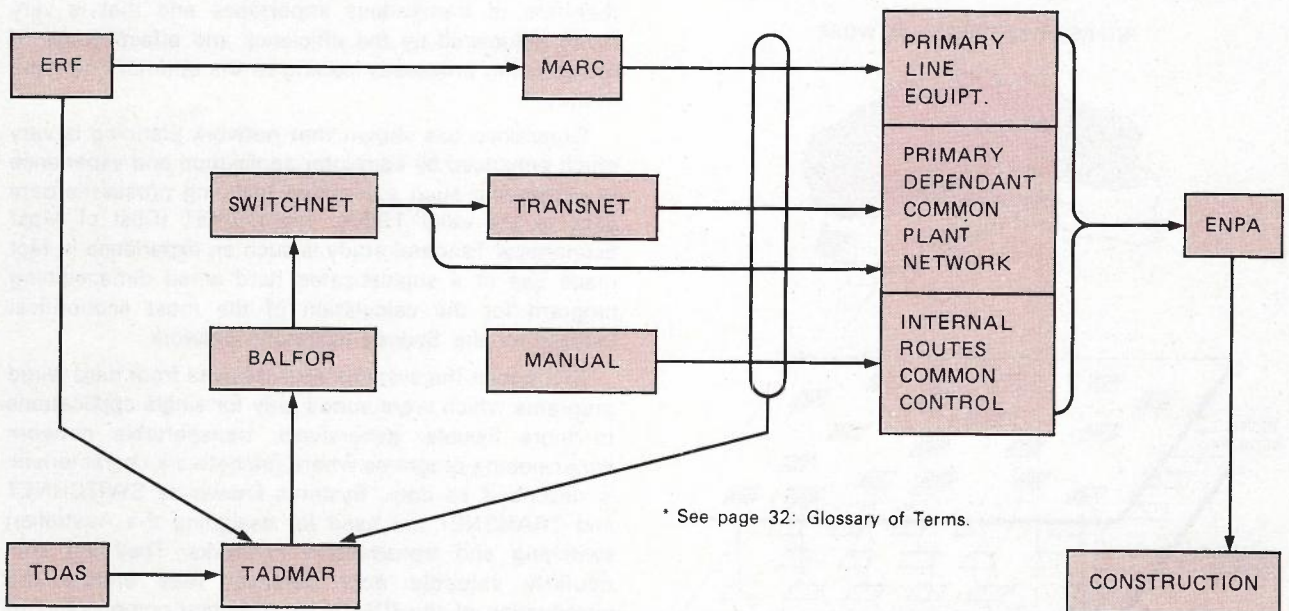 ERF
MARC
PRIMARY
LINE
EQUIPT.
SWITCHNET
TRANSNET
PRIMARY
DEPENDANT
COMMON
PLANT
NETWORK
ENPA
BALFOR
MANUAL
INTERNAL
ROUTES
COMMON
CONTROL
* See page 32: Glossary of Terms.
TDAS
TADMAR
CONSTRUCTION